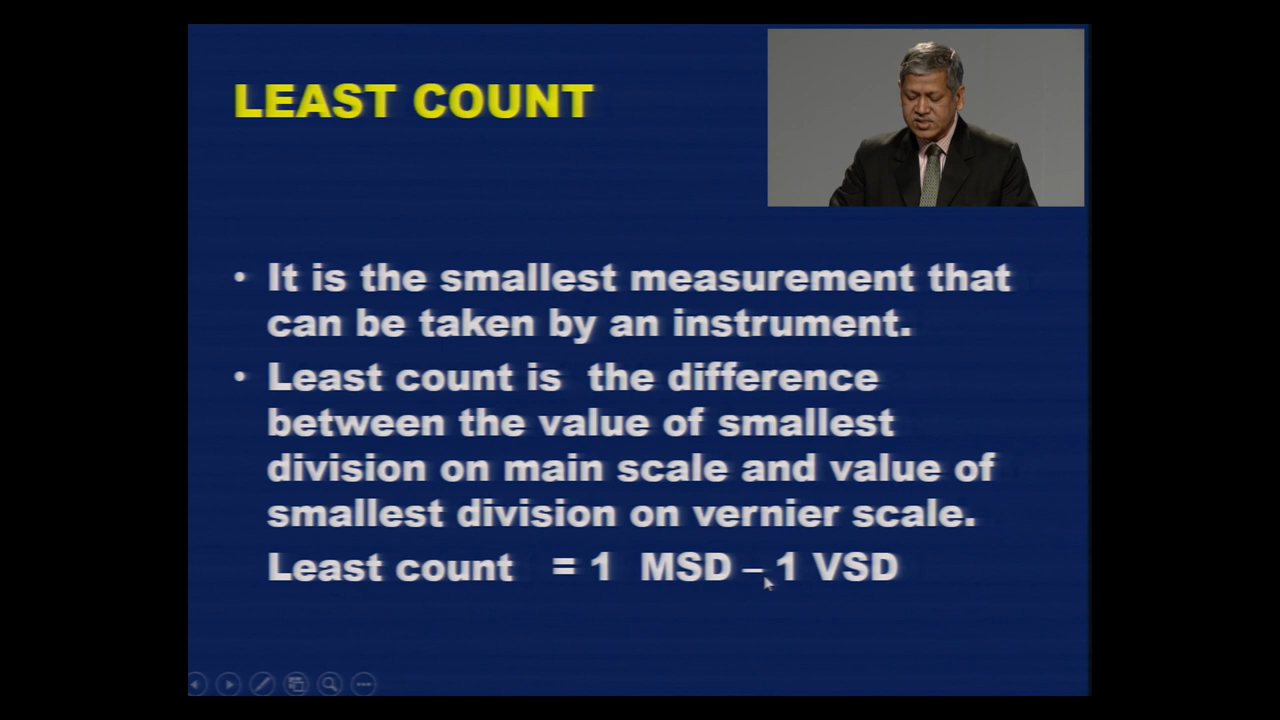 LEAST COUNT
• It is the smallest measurement that
can be taken by an instrument.
• Least count is the difference
between the value of smallest
division on main scale and value of
smallest division on vernier scale.
Least count = 1 MSD – 1 VSD